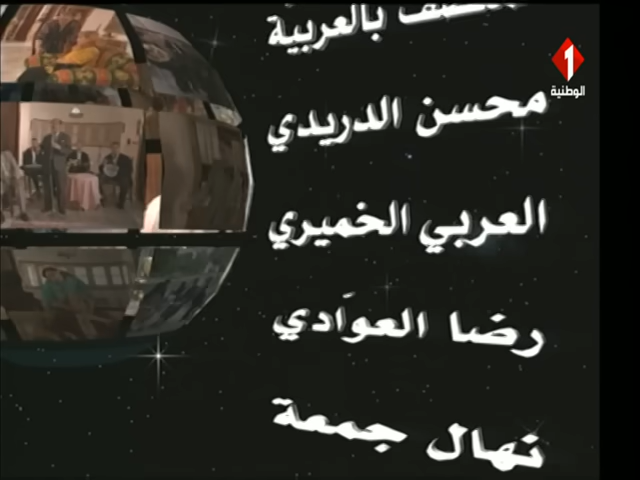 بالعربية
محسن الدريدي
العربي الخميري
رضا العوادي
نهال جمعة
1
الوطنية